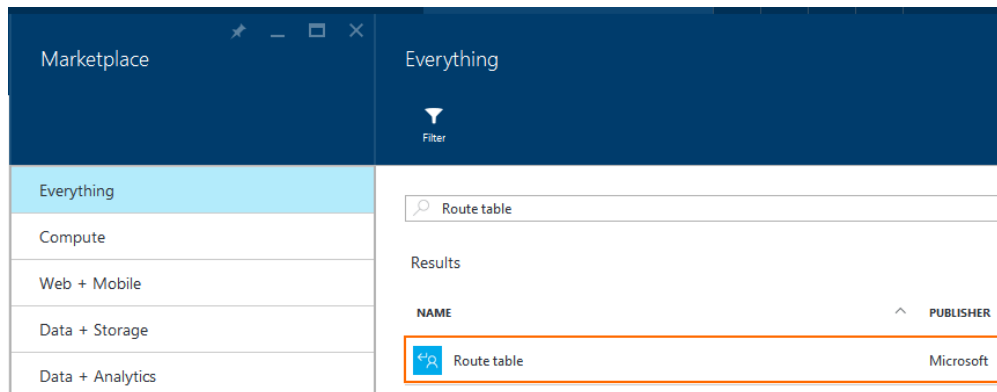 Marketplace
Everything
Filter
Everything
Compute
Web + Mobile
Data + Storage
Data + Analytics
Route table
Results
NAME PUBLISHER
Route table Microsoft